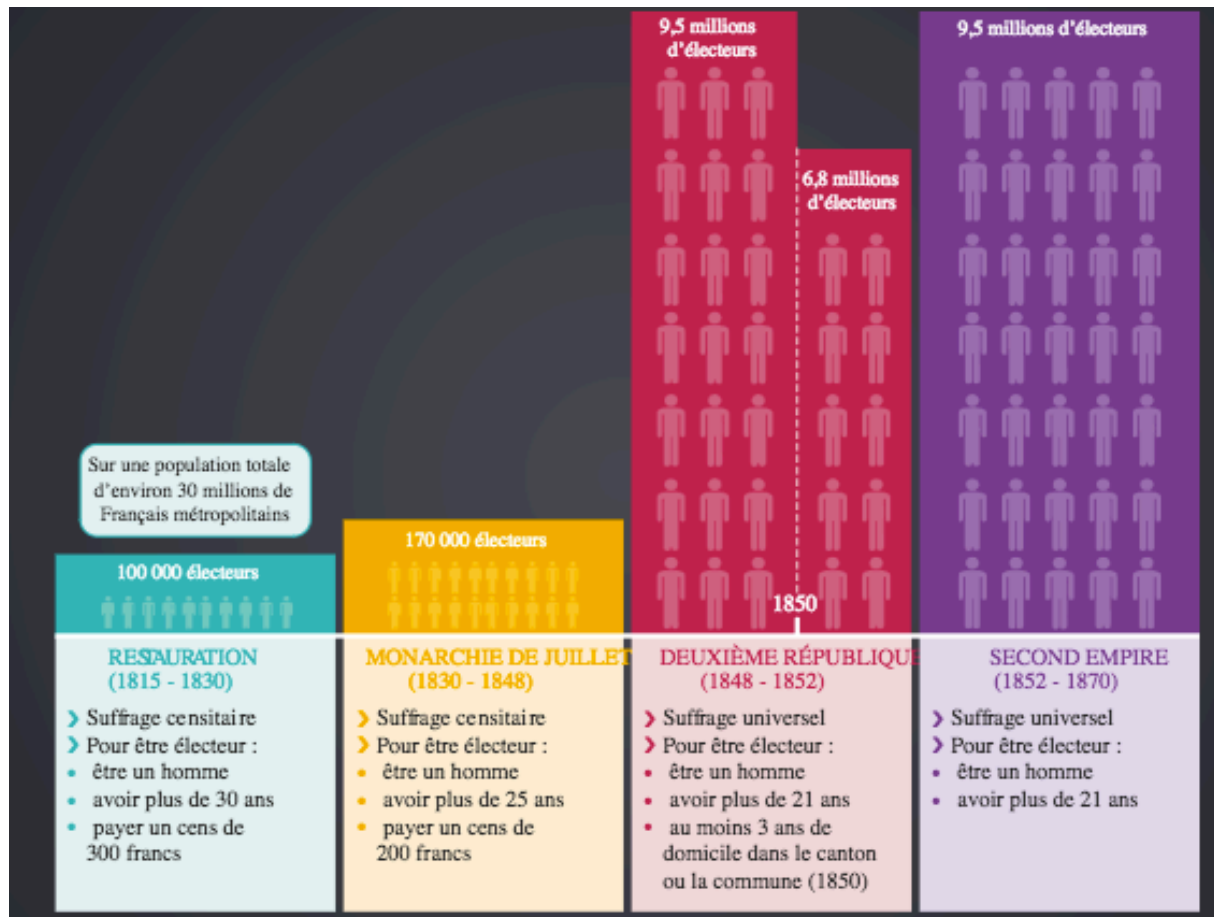 9,5 millions
d'électeurs
6,8 millions
d'électeurs
9,5 millions d'électeurs
Sur une population totale
d'environ 30 millions de
Français métropolitains
100 000 électeurs
170 000 électeurs
1850
RESTAURATION
(1815 - 1830)
❯ Suffrage censitaire
❯ Pour être électeur :
• être un homme
• avoir plus de 30 ans
• payer un cens de
300 francs
MONARCHIE DE JUILLET
(1830 - 1848)
❯ Suffrage censitaire
❯ Pour être électeur :
• être un homme
• avoir plus de 25 ans
• payer un cens de
200 francs
DEUXIÈME RÉPUBLIQUE
(1848 - 1852)
❯ Suffrage universel
❯ Pour être électeur :
• être un homme
• avoir plus de 21 ans
• au moins 3 ans de
domicile dans le canton
ou la commune (1850)
SECOND EMPIRE
(1852 - 1870)
❯ Suffrage universel
❯ Pour être électeur :
• être un homme
• avoir plus de 21 ans